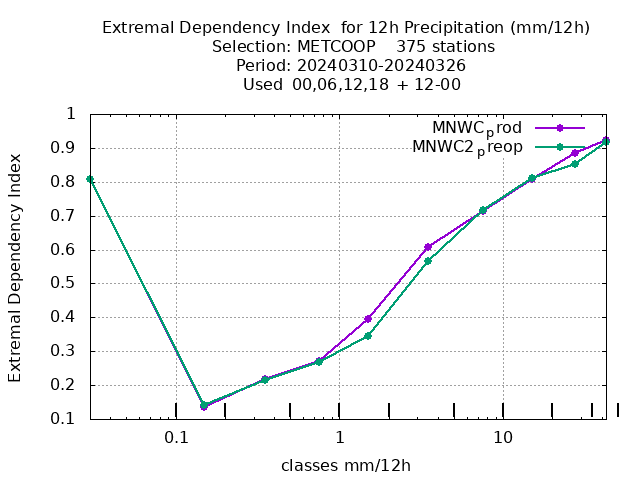 Extremal Dependency Index  for 12h Precipitation (mm/12h)
Selection: METCOOP    375 stations
Period: 20240310-20240326
Used  00,06,12,18  + 12-00
MNWCprod
MNWC2preop
Extremal Dependency Index
1
0.9
0.8
0.7
0.6
0.5
0.4
0.3
0.2
0.1
0.1
1
10
classes mm/12h